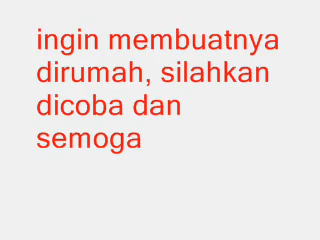 ingin membuatnya
dirumah, silahkan
dicoba dan
semoga